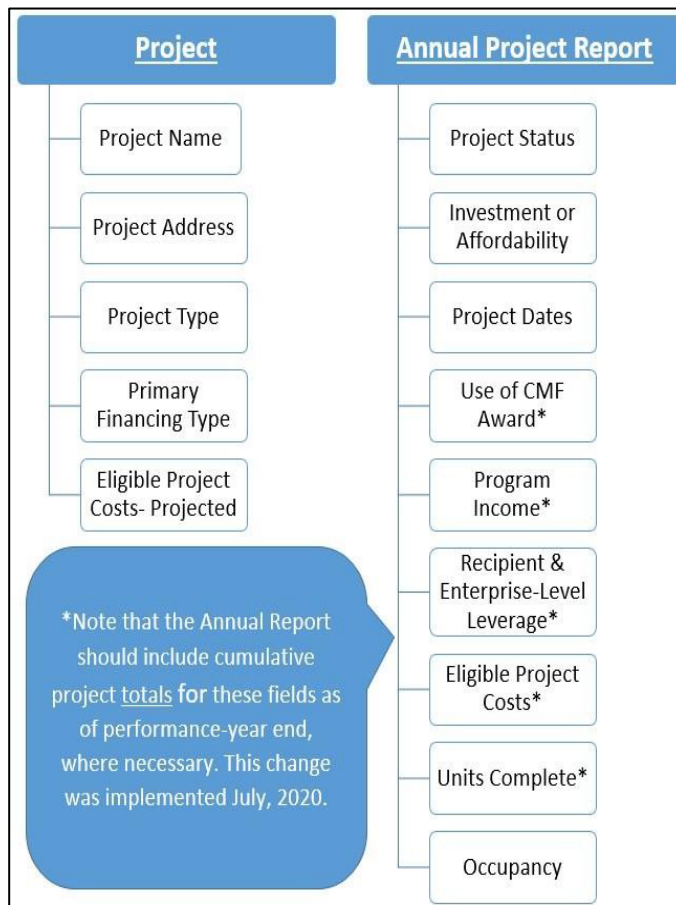 Project
Project Name
Project Address
Project Type
Primary
Financing Type
Eligible Project
Costs- Projected
*Note that the Annual Report
should include cumulative
project totals for these fields as
of performance-year end,
where necessary. This change
was implemented July, 2020.
Annual Project Report
Project Status
Investment or
Affordability
Project Dates
Use of CMF
Award*
Program
Income*
Recipient &
Enterprise-Level
Leverage*
Eligible Project
Costs*
Units Complete*
Occupancy